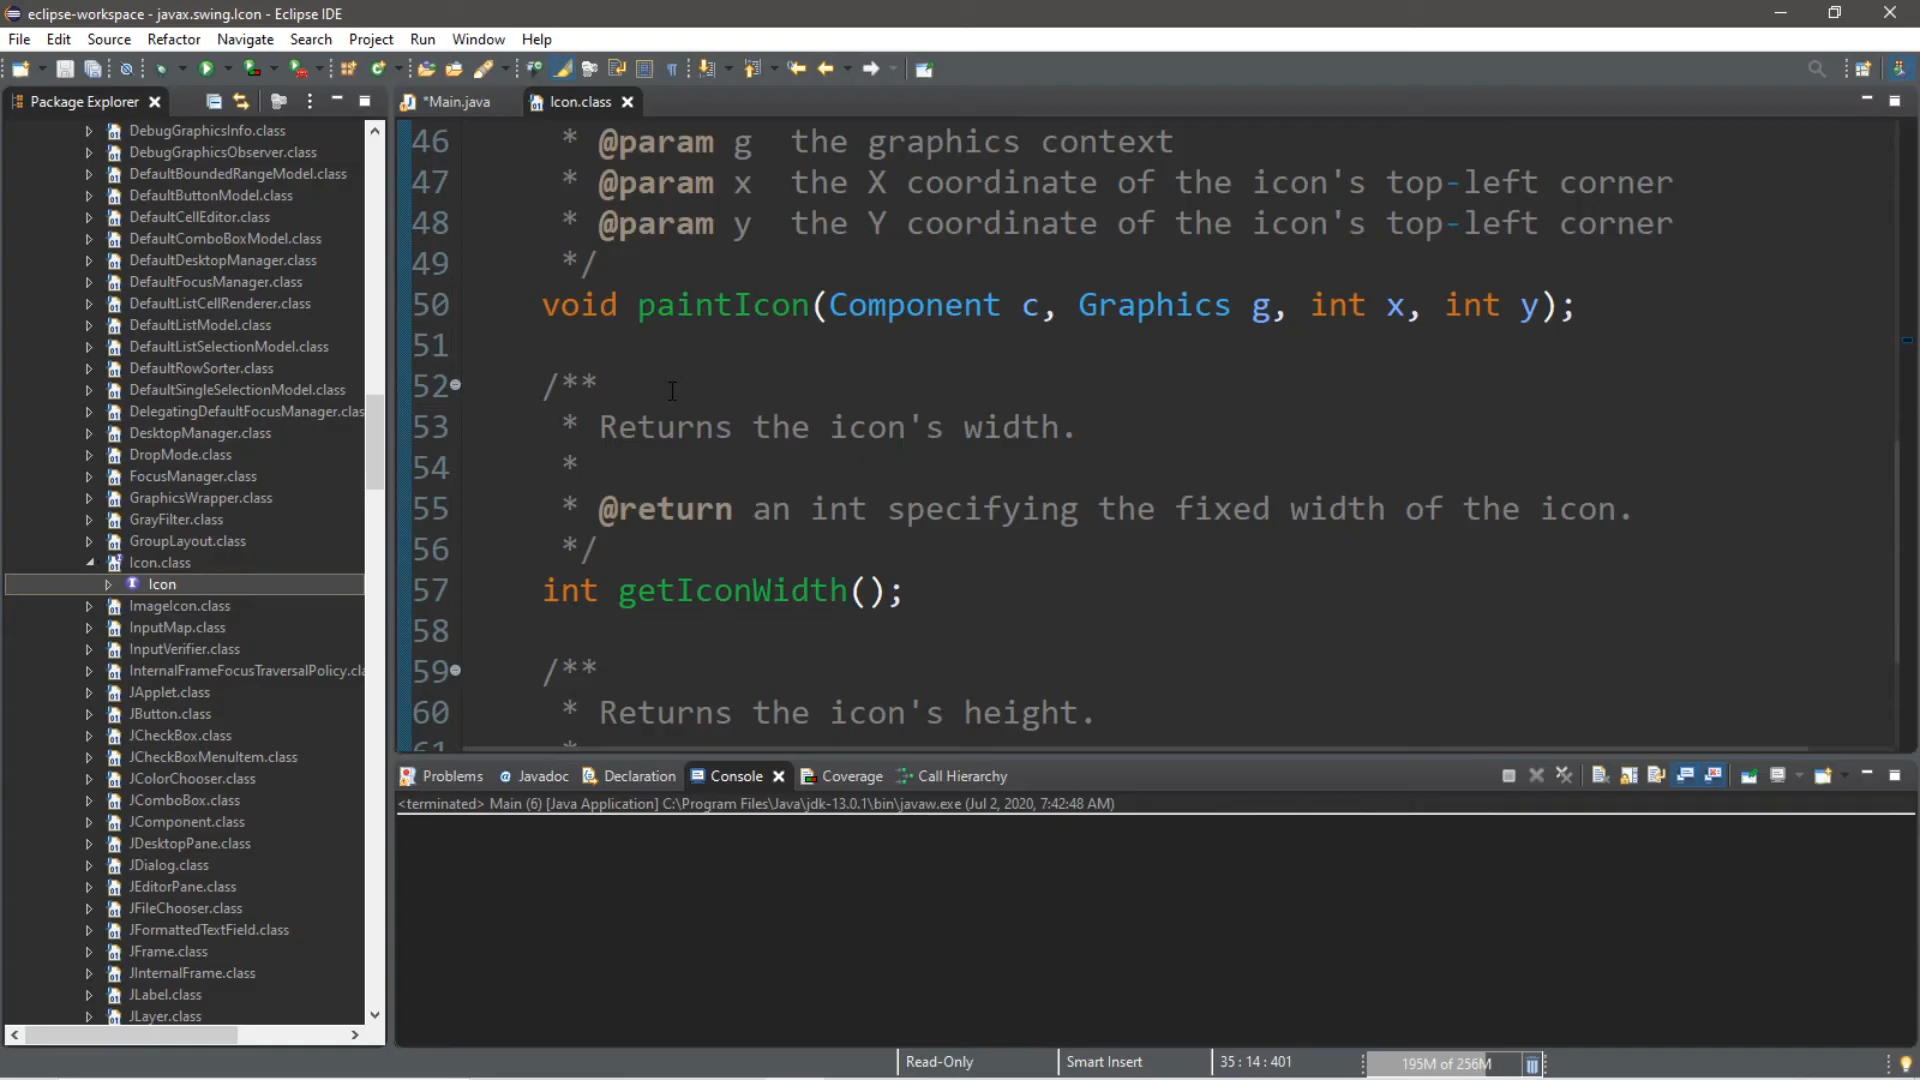 eclipse-workspace - javax.swing.Icon - Eclipse IDE
File Edit Source Refactor Navigate Search Project Run Window Help
Package Explorer
*Main.java
Icon.class
DebugGraphicsInfo.class
DebugGraphicsObserver.class
DefaultBoundedRangeModel.class
DefaultButtonModel.class
DefaultCellEditor.class
DefaultComboBoxModel.class
DefaultDesktopManager.class
DefaultFocusManager.class
DefaultListCellRenderer.class
DefaultListModel.class
DefaultListSelectionModel.class
DefaultRowSorter.class
DefaultSingleSelectionModel.class
DelegatingDefaultFocusManager.clas
DesktopManager.class
DropMode.class
FocusManager.class
GraphicsWrapper.class
GrayFilter.class
GroupLayout.class
Icon.class
Icon
ImageIcon.class
InputMap.class
InputVerifier.class
InternalFrameFocusTraversalPolicy.cla
JApplet.class
JButton.class
JCheckBox.class
JCheckBoxMenuItem.class
JColorChooser.class
JComboBox.class
JComponent.class
JDesktopPane.class
JDialog.class
JEditorPane.class
JFileChooser.class
JFormattedTextField.class
JFrame.class
JInternalFrame.class
JLabel.class
JLayer.class
46 * @param g the graphics context
47 * @param x the X coordinate of the icon's top-left corner
48 * @param y the Y coordinate of the icon's top-left corner
49 */
50 void paintIcon(Component c, Graphics g, int x, int y);
51
52 /**
53 * Returns the icon's width.
54 *
55 * @return an int specifying the fixed width of the icon.
56 */
57 int getIconWidth();
58
59 /**
60 * Returns the icon's height.
61 *
Problems Javadoc Declaration Console Coverage Call Hierarchy
<terminated> Main (6) [Java Application] C:\Program Files\Java\jdk-13.0.1\bin\javaw.exe (Jul 2, 2020, 7:42:48 AM)
Read-Only Smart Insert 35 : 14 : 401 195M of 256M